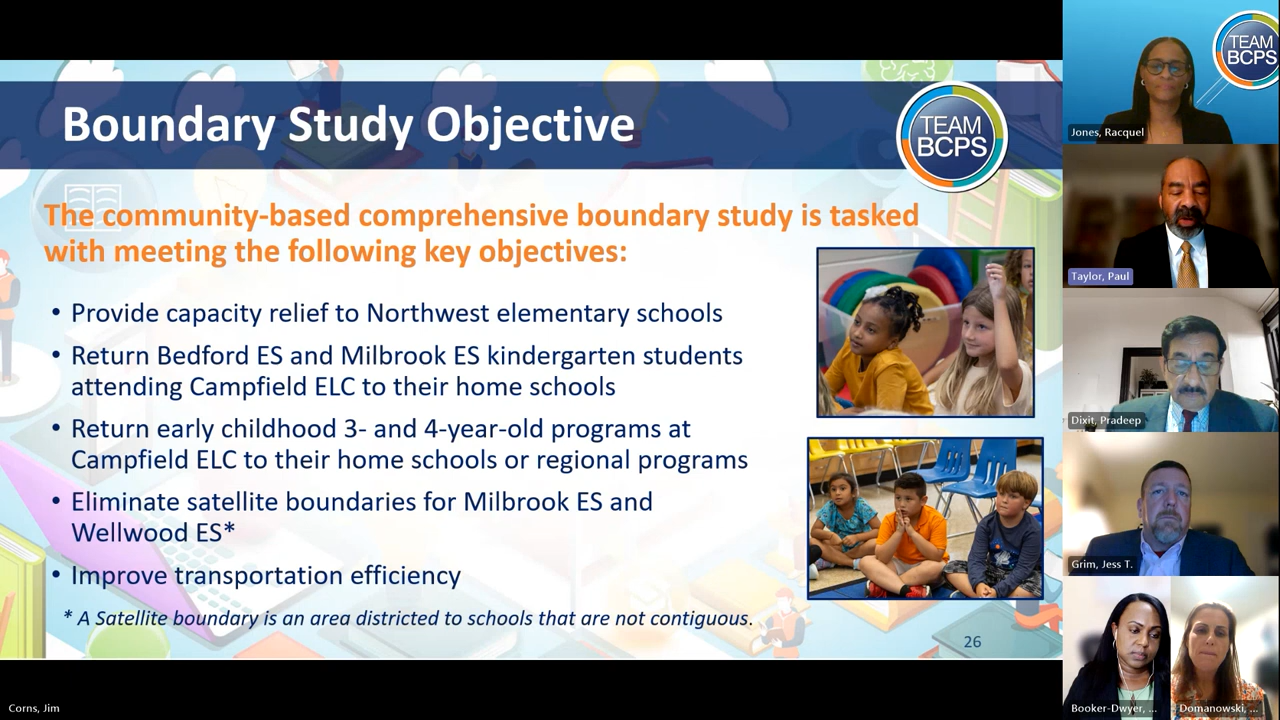 Boundary Study Objective
TEAM
BCPS
The community-based comprehensive boundary study is tasked
with meeting the following key objectives:
• Provide capacity relief to Northwest elementary schools
• Return Bedford ES and Milbrook ES kindergarten students
attending Campfield ELC to their home schools
• Return early childhood 3- and 4-year-old programs at
Campfield ELC to their home schools or regional programs
• Eliminate satellite boundaries for Milbrook ES and
Wellwood ES*
• Improve transportation efficiency
* A Satellite boundary is an area districted to schools that are not contiguous.
26
Corns, Jim
TEAM
BCPS
Jones, Racquel
Taylor, Paul
Dixit, Pradeep
Grim, Jess T.
Booker-Dwyer, ...
Domanowski, ...